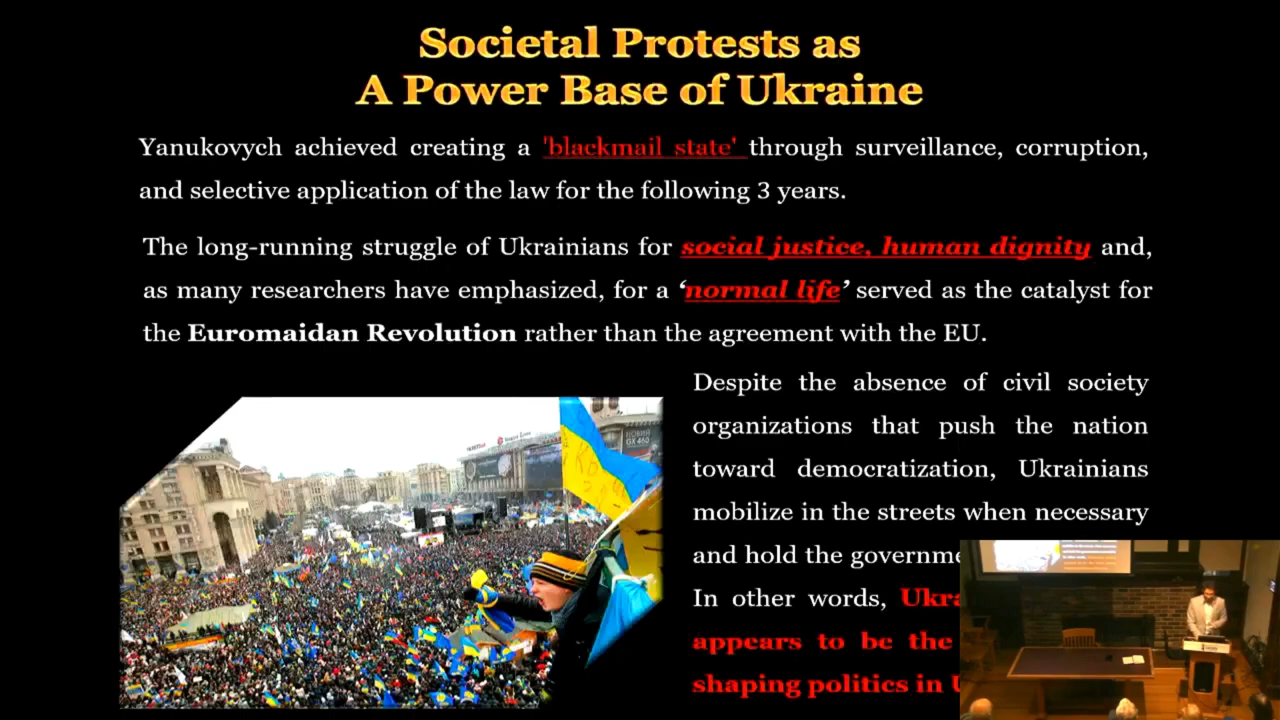 Societal Protests as
A Power Base of Ukraine
Yanukovych achieved creating a 'blackmail state' through surveillance, corruption,
and selective application of the law for the following 3 years.
The long-running struggle of Ukrainians for social justice, human dignity and,
as many researchers have emphasized, for a ‘normal life’ served as the catalyst for
the Euromaidan Revolution rather than the agreement with the EU.
Despite the absence of civil society
organizations that push the nation
toward democratization, Ukrainians
mobilize in the streets when necessary
and hold the
In other words,
appears to be the
shaping politics in